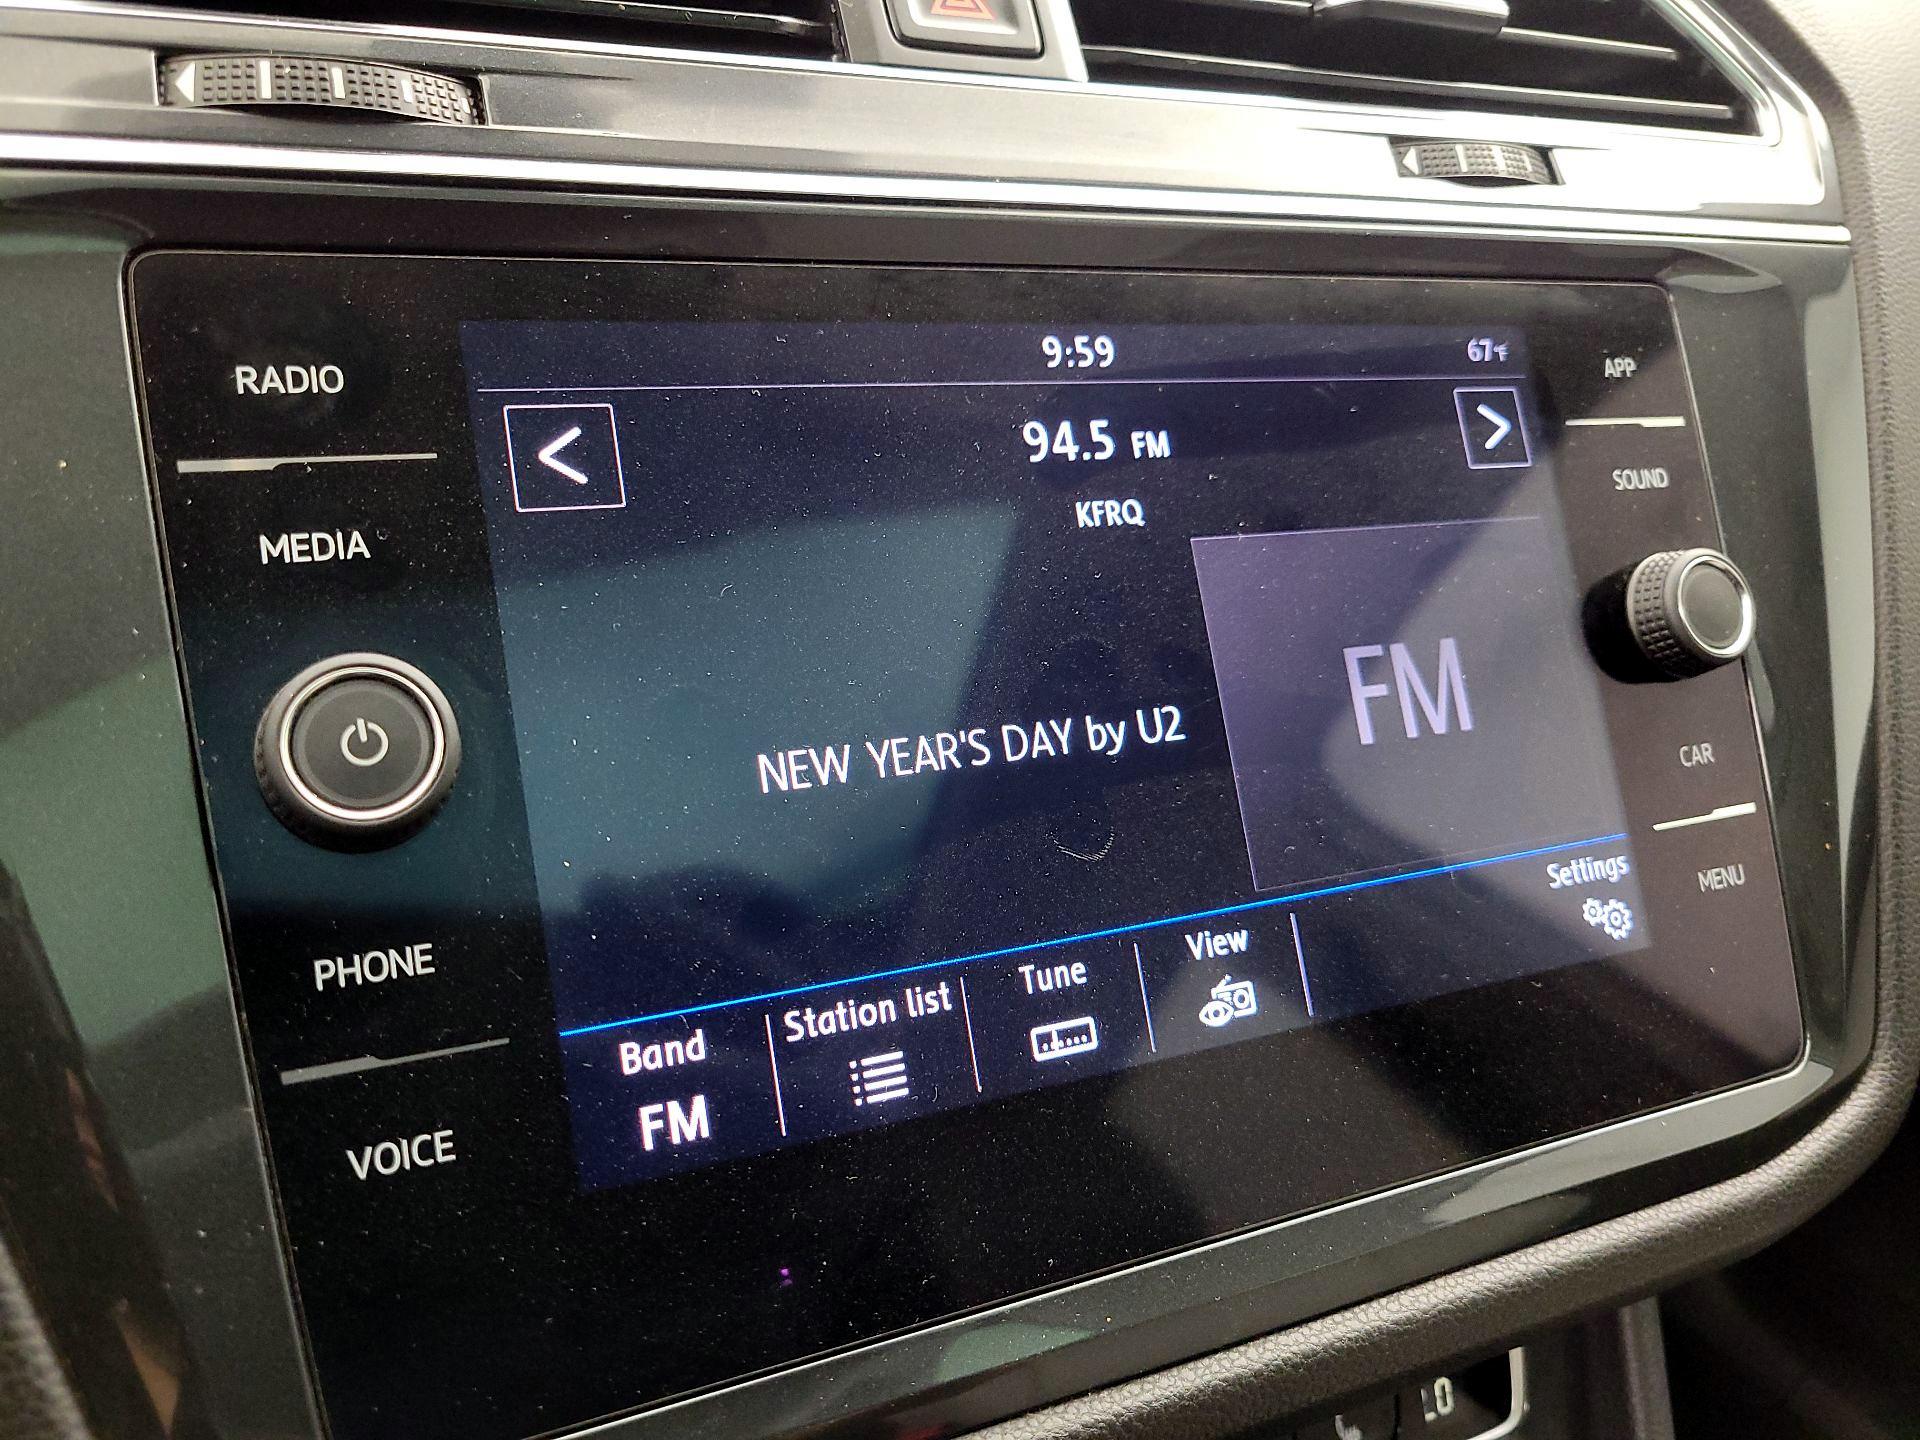 RADIO
MEDIA
PHONE
VOICE
9:59
67°F
94.5 FM
KFRQ
FM
NEW YEAR'S DAY by U2
Band
FM
Station list
Tune
View
Settings
APP
SOUND
CAR
MENU
LO